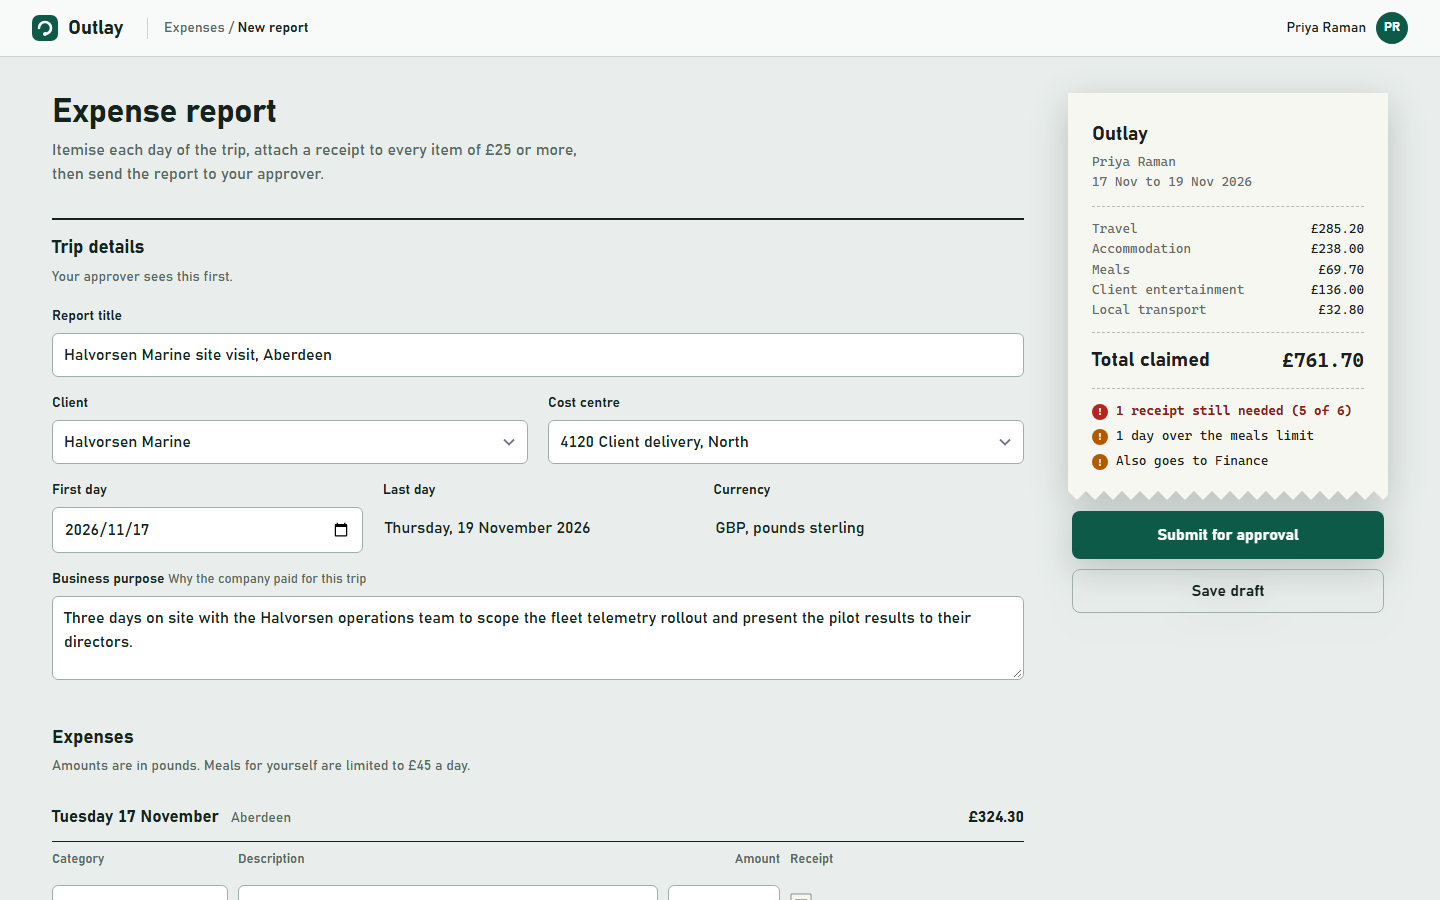 Outlay
Expenses / New report
Priya Raman
PR
Expense report
Itemise each day of the trip, attach a receipt to every item of £25 or more,
then send the report to your approver.
Trip details
Your approver sees this first.
Report title
Halvorsen Marine site visit, Aberdeen
Client
Cost centre
Halvorsen Marine
4120 Client delivery, North
First day
Last day
Currency
2026/11/17
Thursday, 19 November 2026
GBP, pounds sterling
Business purpose Why the company paid for this trip
Three days on site with the Halvorsen operations team to scope the fleet telemetry rollout and present the pilot results to their
directors.
Expenses
Amounts are in pounds. Meals for yourself are limited to £45 a day.
Tuesday 17 November Aberdeen £324.30
Category Description Amount Receipt
Outlay
Priya Raman
17 Nov to 19 Nov 2026
Travel £285.20
Accommodation £238.00
Meals £69.70
Client entertainment £136.00
Local transport £32.80
Total claimed £761.70
! 1 receipt still needed (5 of 6)
! 1 day over the meals limit
! Also goes to Finance
Submit for approval
Save draft